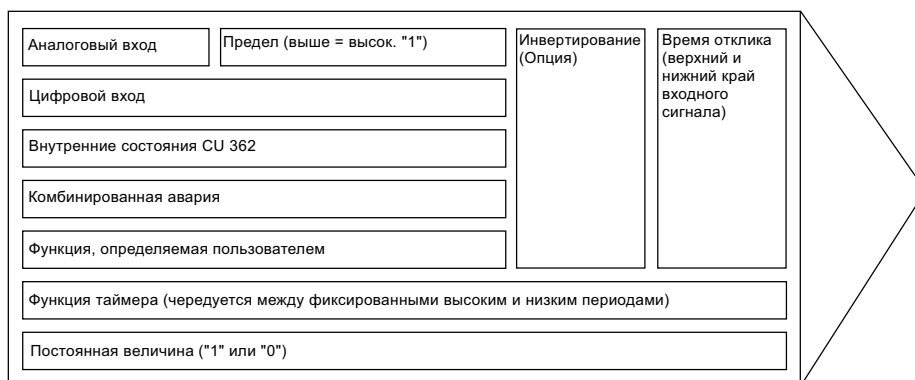 Аналоговый вход
Предел (выше = высок. "1")
Инвертирование
(Опция)
Время отклика
(верхний и
нижний край
входного
сигнала)
Цифровой вход
Внутренние состояния CU 362
Комбинированная авария
Функция, определяемая пользователем
Функция таймера (чередуется между фиксированными высоким и низким периодами)
Постоянная величина ("1" или "0")